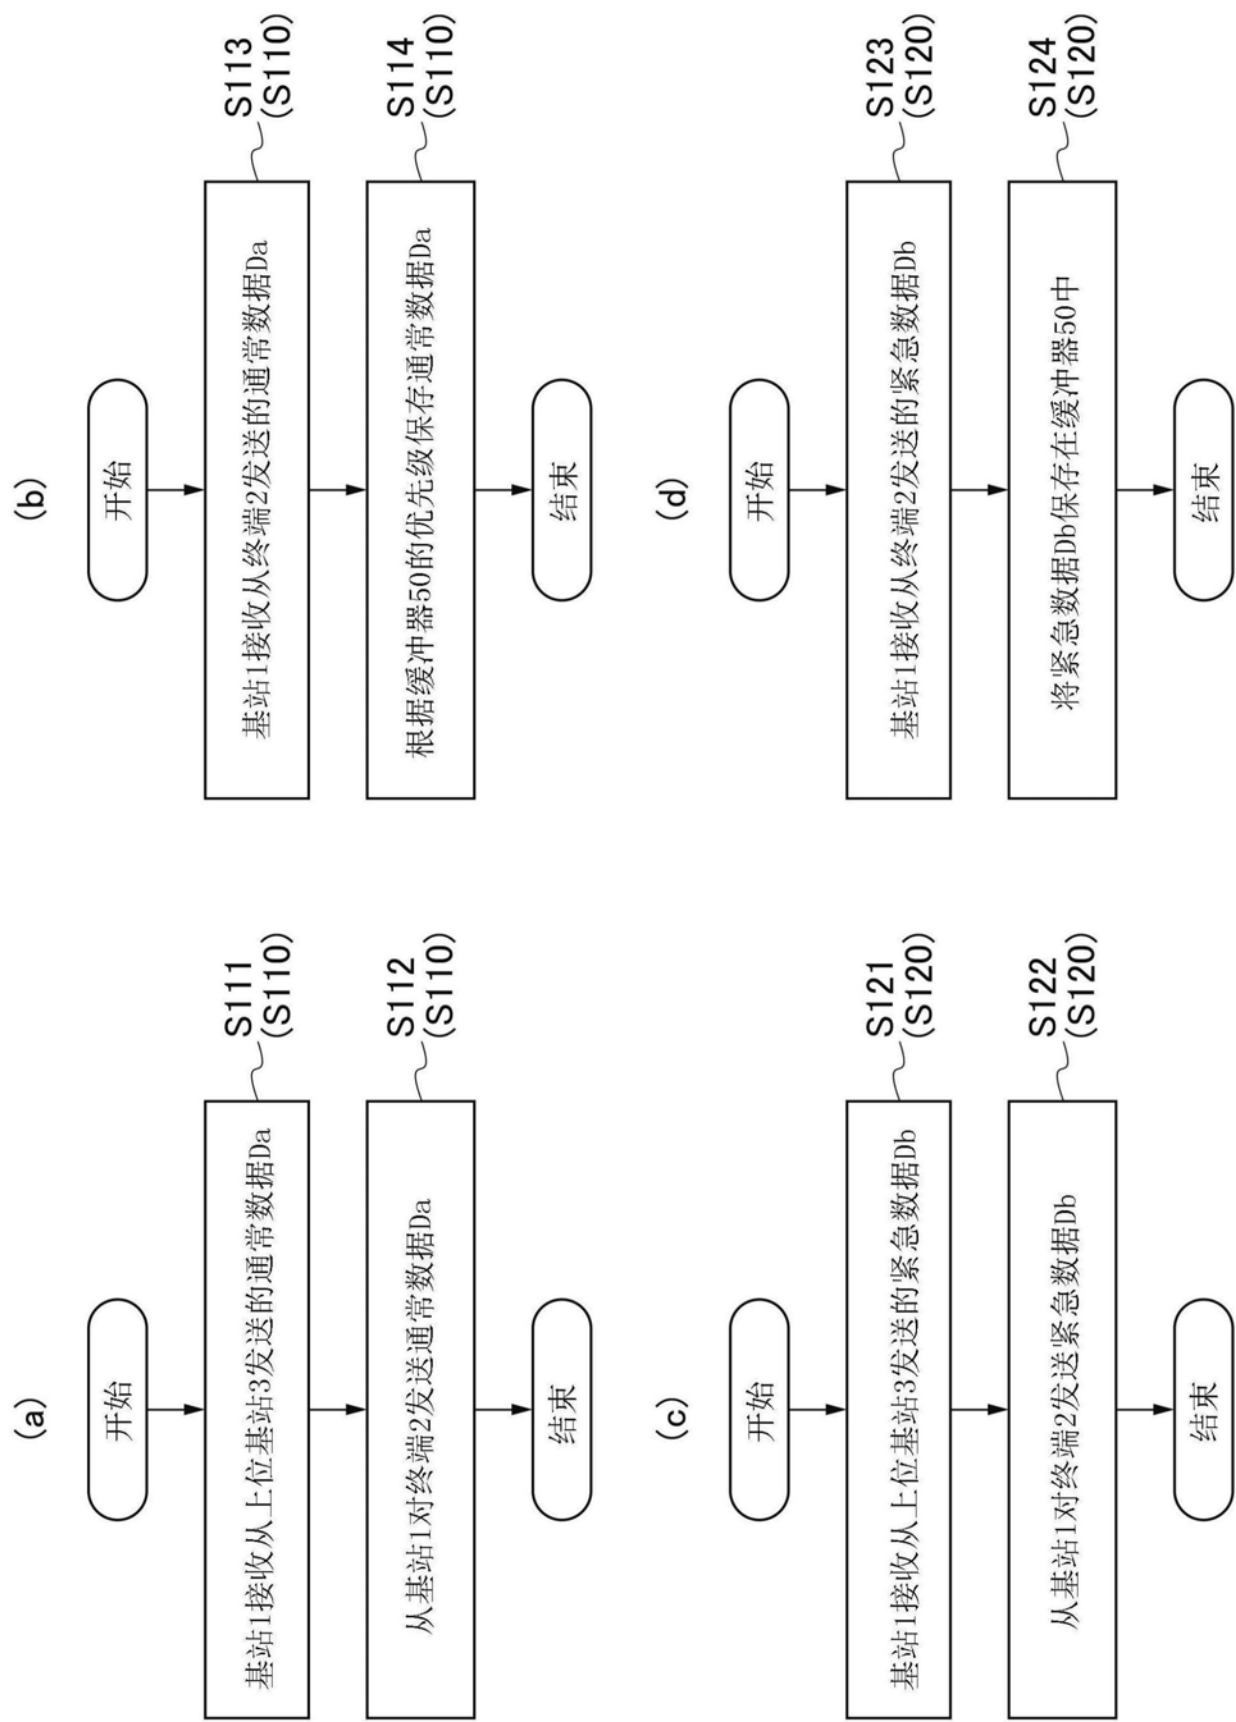 (a)
开始
基站1接收从上位基站3发送的通常数据Da
S111
(S110)
从基站1对终端2发送通常数据Da
S112
(S110)
结束
(b)
开始
基站1接收从终端2发送的通常数据Da
S113
(S110)
根据缓冲器50的优先级保存通常数据Da
S114
(S110)
结束
(c)
开始
基站1接收从上位基站3发送的紧急数据Db
S121
(S120)
从基站1对终端2发送紧急数据Db
S122
(S120)
结束
(d)
开始
基站1接收从终端2发送的紧急数据Db
S123
(S120)
将紧急数据Db保存在缓冲器50中
S124
(S120)
结束